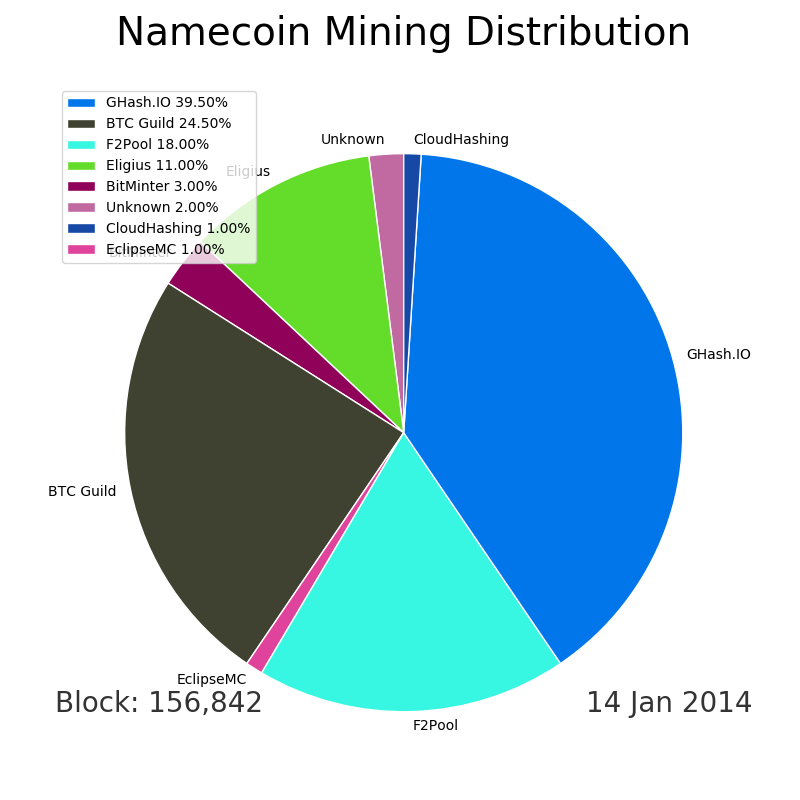 Namecoin Mining Distribution
GHash.IO 39.50%
BTC Guild 24.50%
F2Pool 18.00%
Eligius 11.00%
BitMinter 3.00%
Unknown 2.00%
CloudHashing 1.00%
EclipseMC 1.00%
Unknown
CloudHashing
Eligius
BitMinter
GHash.IO
BTC Guild
EclipseMC
F2Pool
Block: 156,842
14 Jan 2014